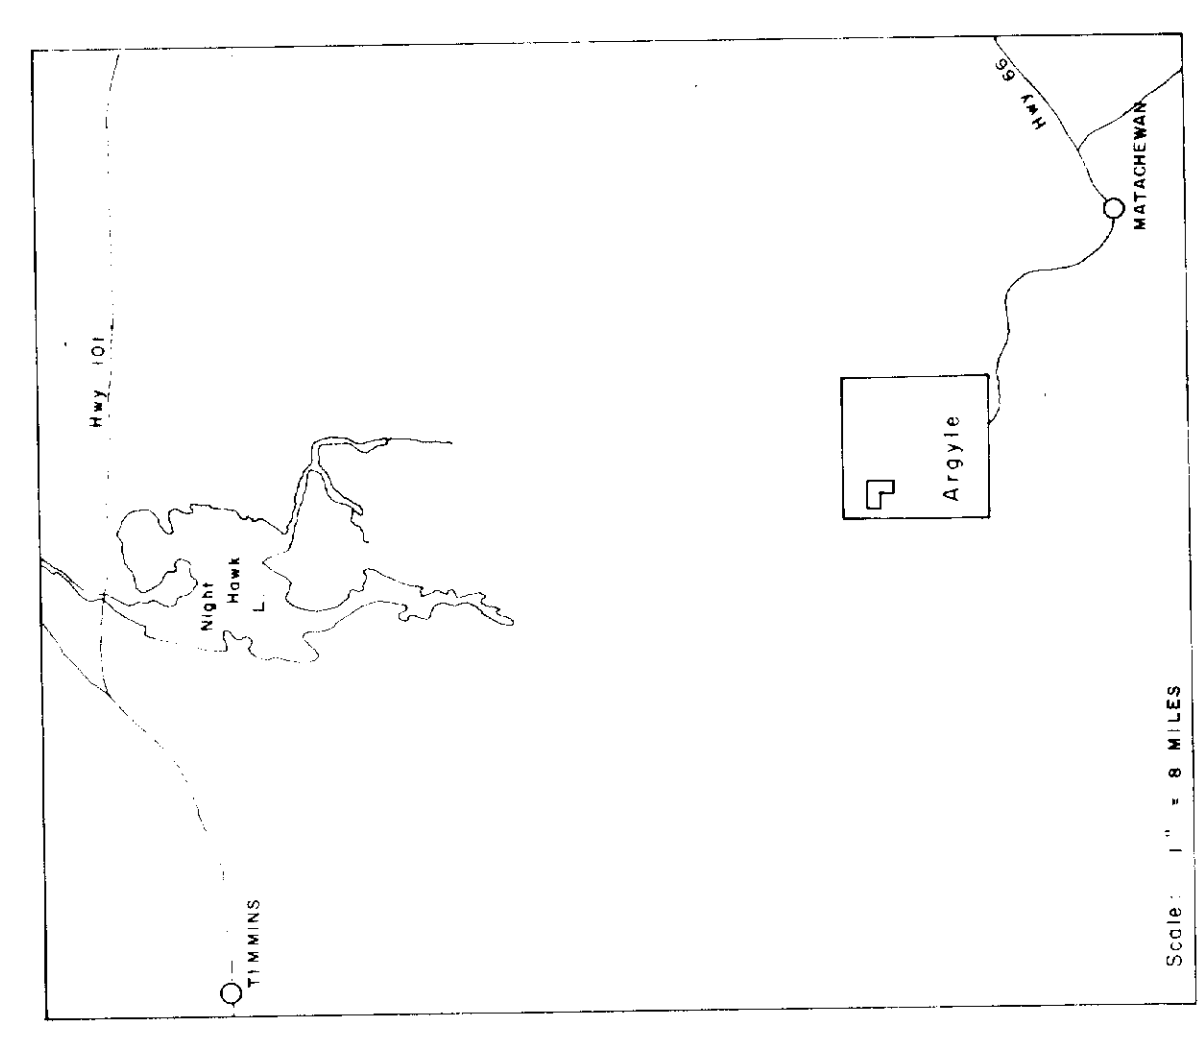 Hwy 101
Hwy 66
MATACHEWAN
Night
Hawk
L.
Argyle
TIMMINS
Scale: 1" = 8 MILES